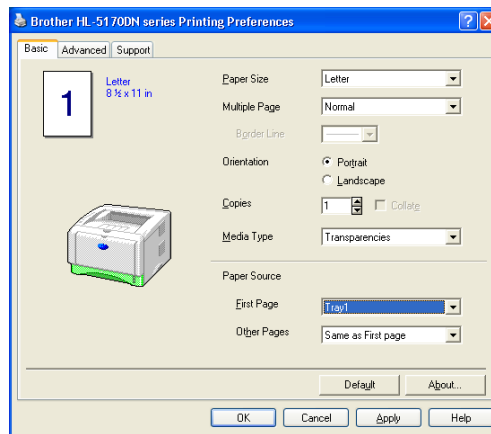 Brother HL-5170DN series Printing Preferences
Basic Advanced Support
1
Letter
8 ½ x 11 in
Paper Size Letter
Multiple Page Normal
Border Line
Orientation Portrait
Landscape
Copies 1 Collate
Media Type Transparencies
Paper Source
First Page Tray1
Other Pages Same as First page
Default About...
OK Cancel Apply Help